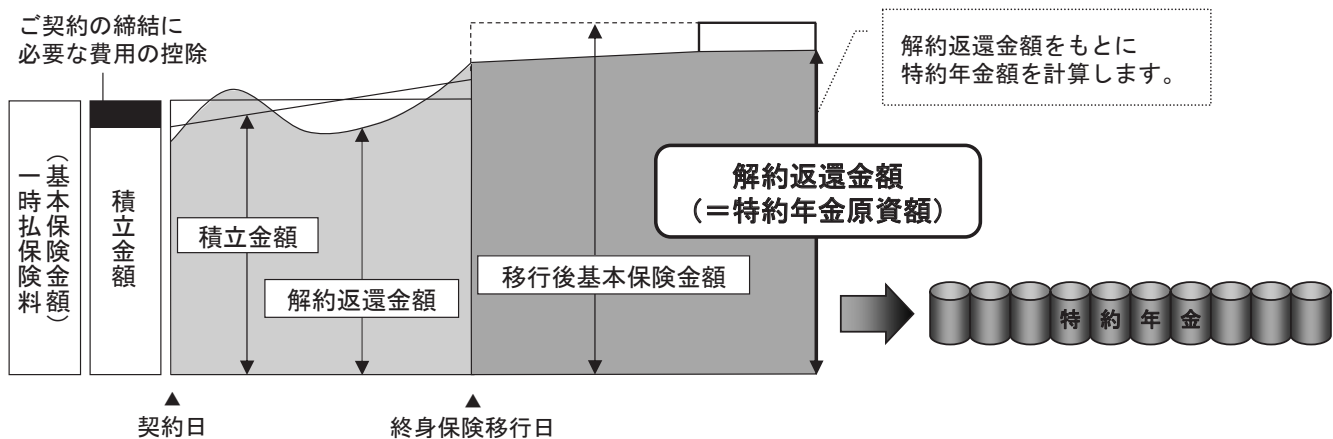 ご契約の締結に
必要な費用の控除
一時払保険料
（基本保険金額）
積立金額
積立金額
解約返還金額
移行後基本保険金額
解約返還金額をもとに
特約年金額を計算します。
解約返還金額
（＝特約年金原資額）
特約年金
▲
契約日
▲
終身保険移行日